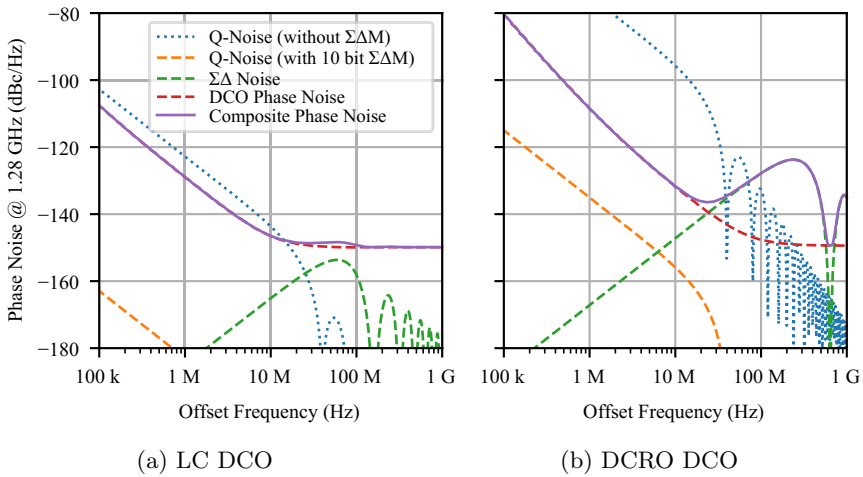 Phase Noise @ 1.28 GHz (dBc/Hz)
−80
−100
−120
−140
−160
−180
Q-Noise (without ΣΔM)
Q-Noise (with 10 bit ΣΔM)
ΣΔ Noise
DCO Phase Noise
Composite Phase Noise
100 k 1 M 10 M 100 M 1 G
100 k 1 M 10 M 100 M 1 G
Offset Frequency (Hz)
Offset Frequency (Hz)
(a) LC DCO
(b) DCRO DCO